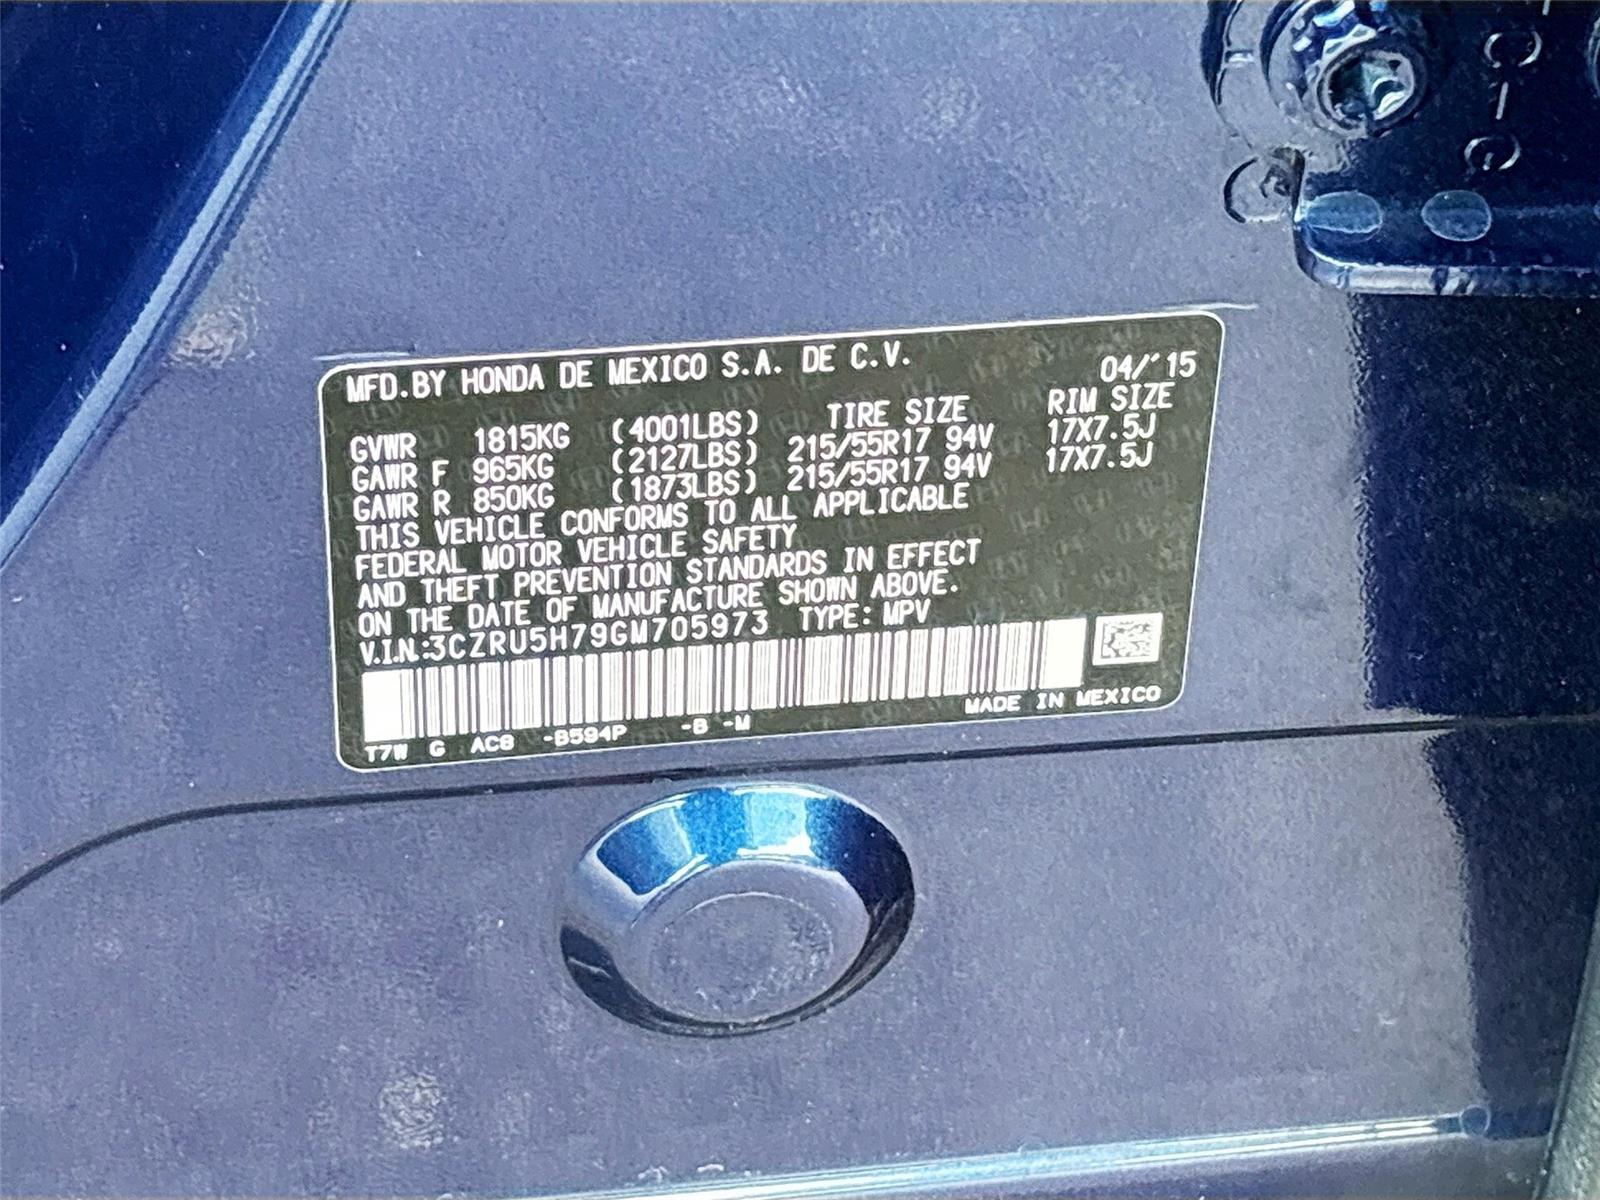 MFD.BY HONDA DE MEXICO S.A. DE C.V.
04/'15
TIRE SIZE RIM SIZE
GVWR 1815KG (4001LBS)
GAWR F 965KG (2127LBS) 215/55R17 94V 17X7.5J
GAWR R 850KG (1873LBS) 215/55R17 94V 17X7.5J
THIS VEHICLE CONFORMS TO ALL APPLICABLE
FEDERAL MOTOR VEHICLE SAFETY
AND THEFT PREVENTION STANDARDS IN EFFECT
ON THE DATE OF MANUFACTURE SHOWN ABOVE.
V.I.N.:3CZRU5H79GM705973 TYPE: MPV
MADE IN MEXICO
T7W G AC8 -B594P -B -M